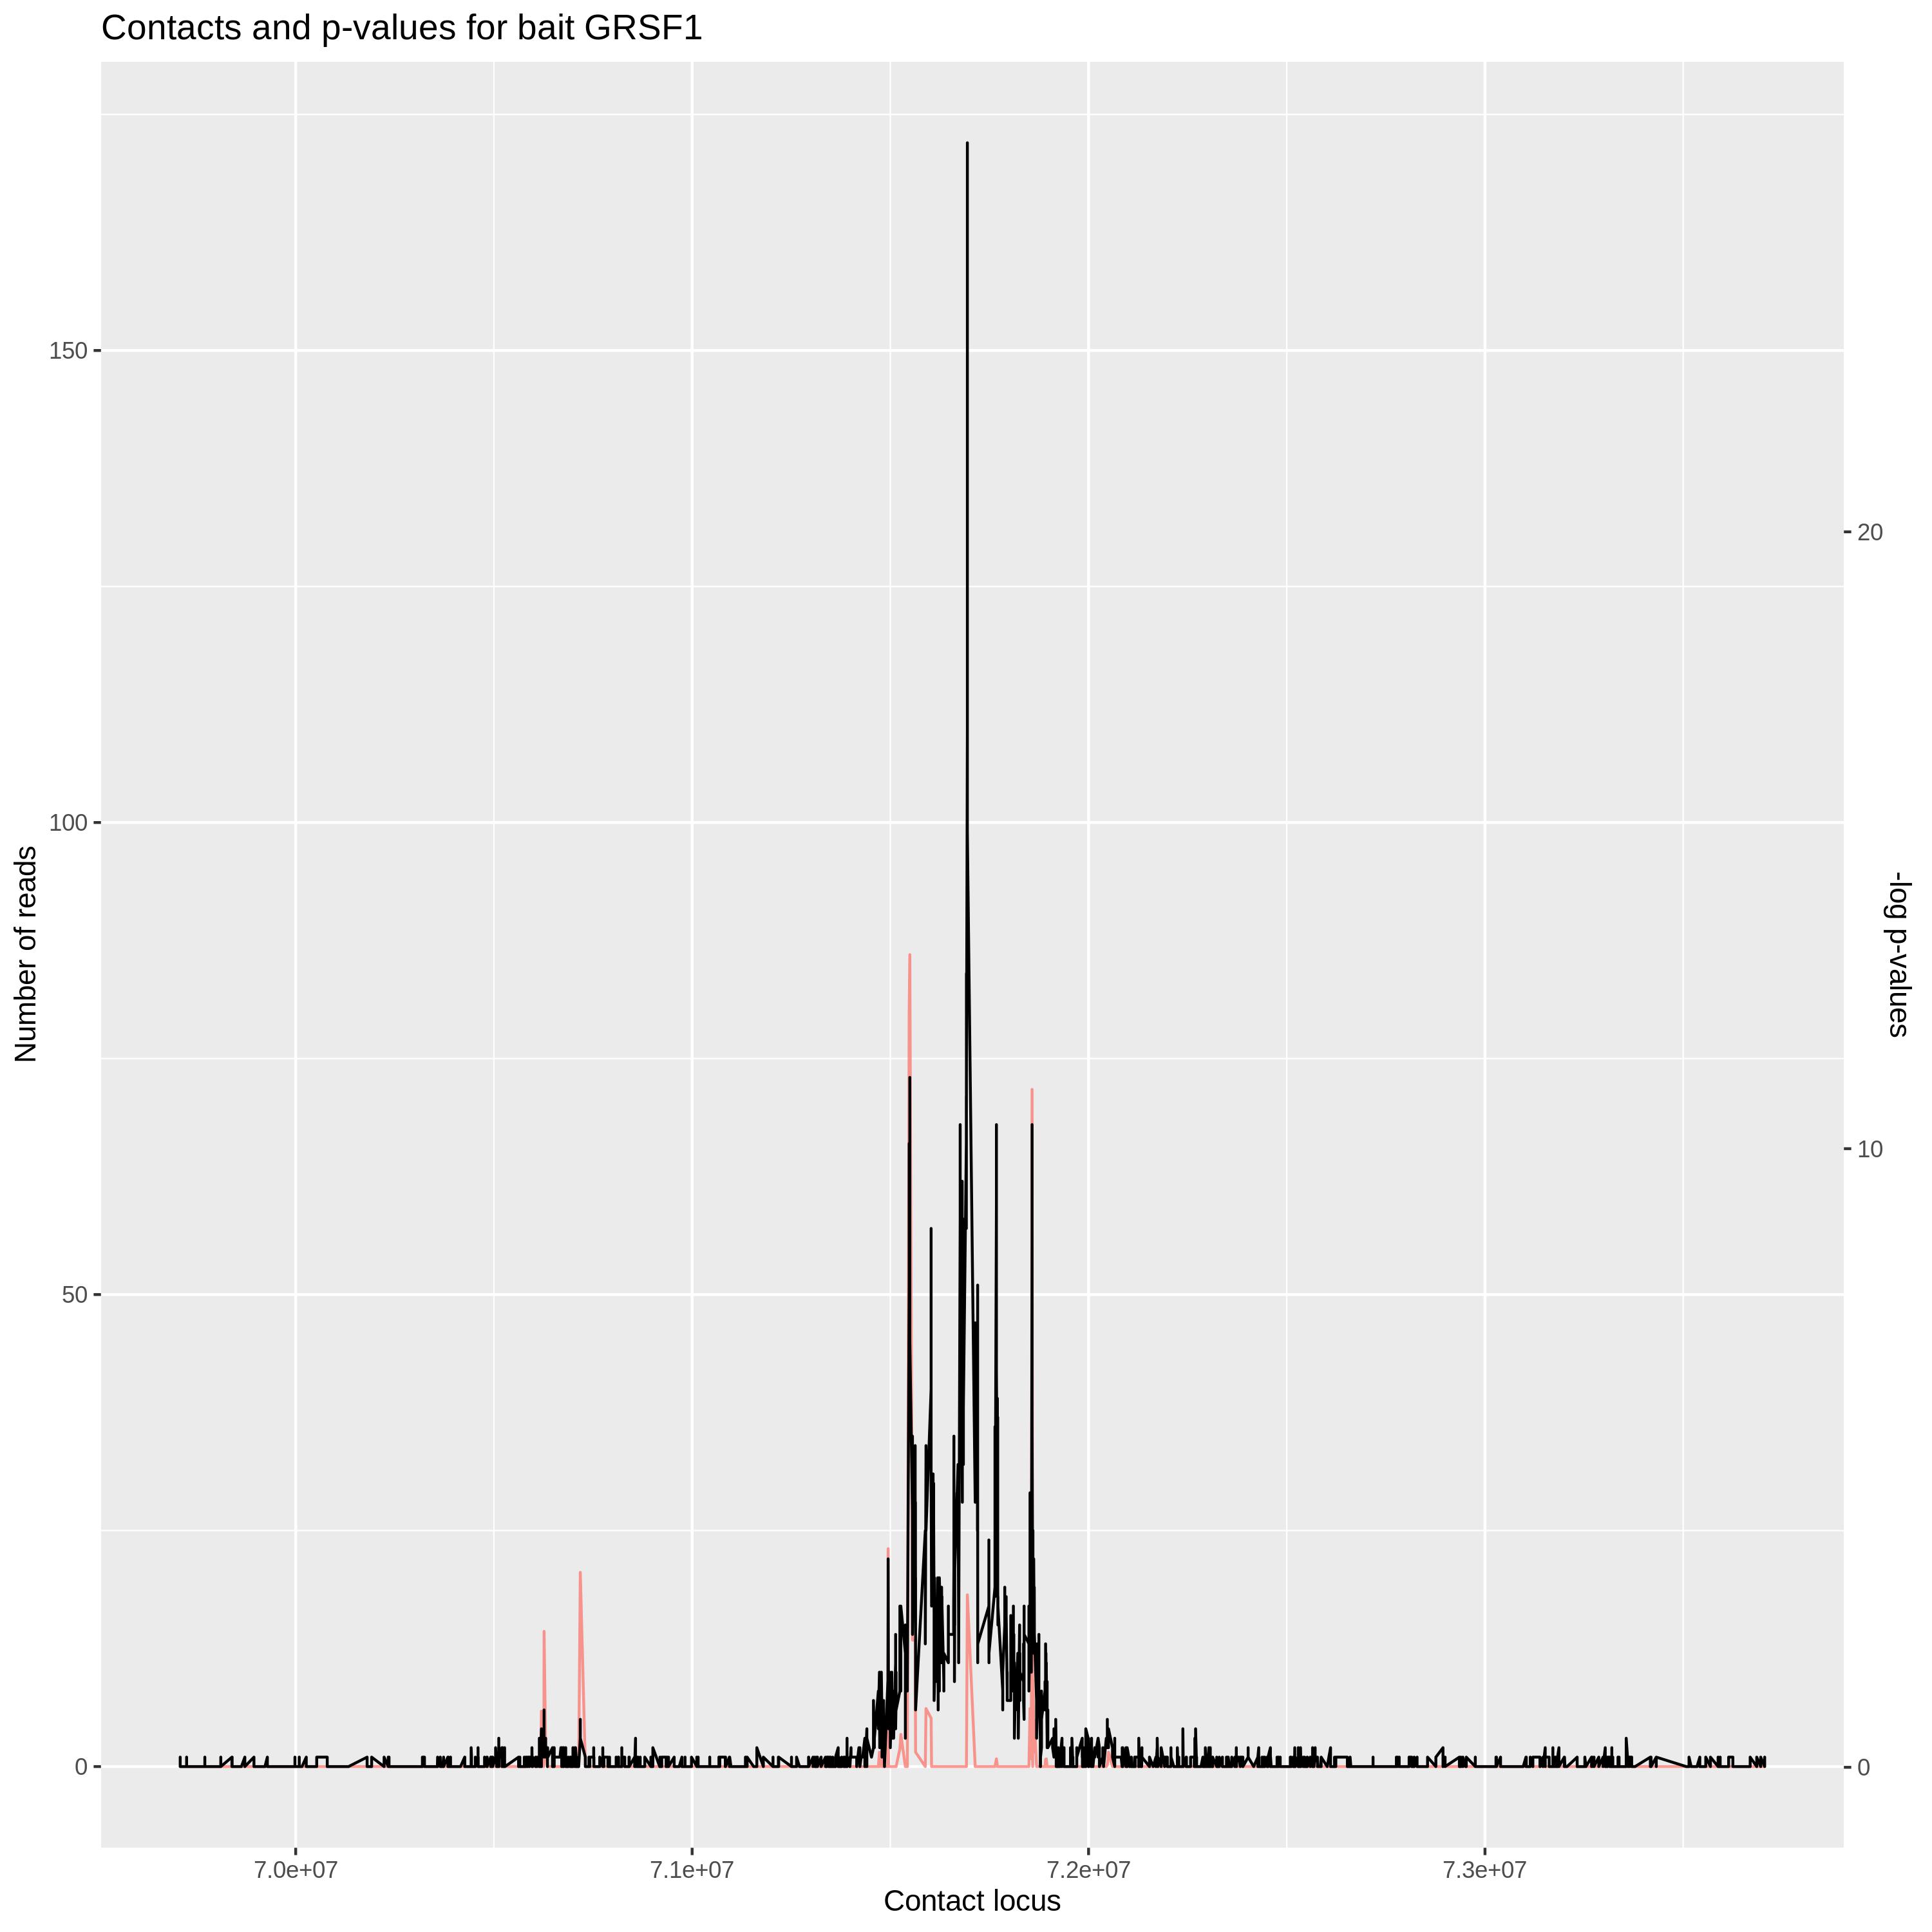 Contacts and p-values for bait GRSF1
150
100
50
0
Number of reads
20
10
0
-log p-values
7.0e+07 7.1e+07 7.2e+07 7.3e+07
Contact locus